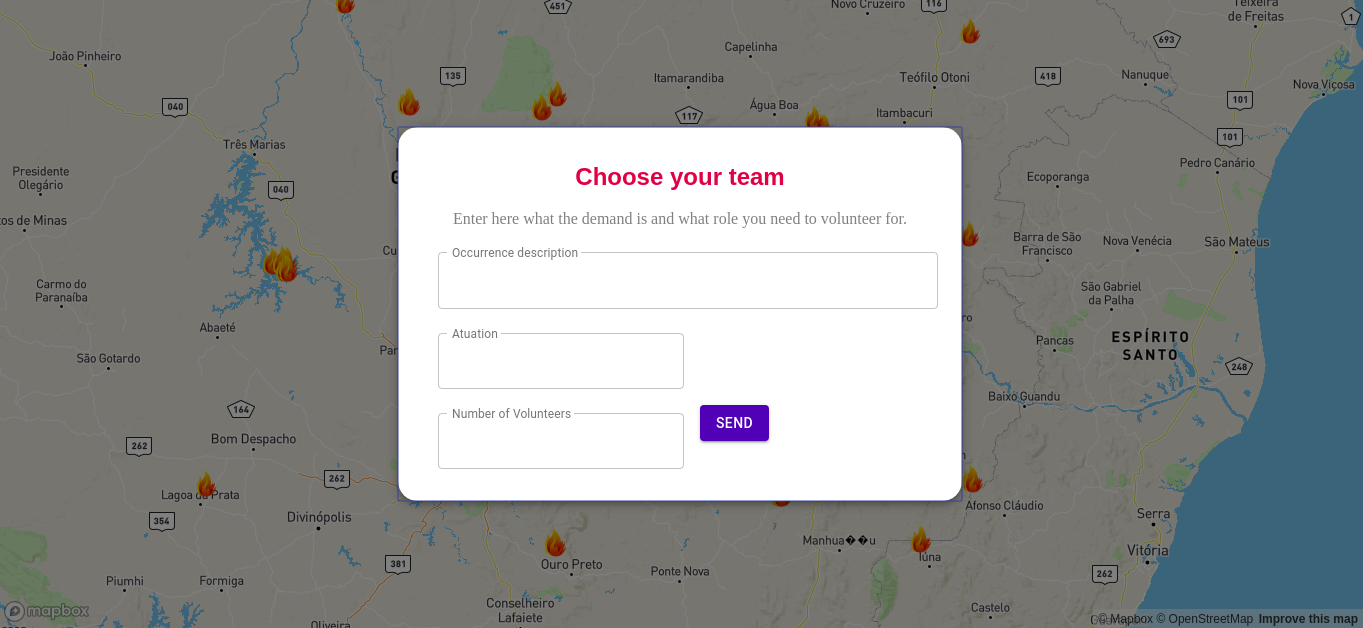 451
Novo Cruzeiro
116
Teixeira
de Freitas
1
João Pinheiro
Capelinha
693
135
Itamarandiba
Teófilo Otoni
418
Nanuque
Nova Viçosa
040
117
Água Boa
Itambacuri
101
Três Marias
101
Presidente
Olegário
040
Pedro Canário
Ecoporanga
Choose your team
Enter here what the demand is and what role you need to volunteer for.
os de Minas
Occurrence description
Barra de São
Francisco
Nova Venécia
São Mateus
Carmo do
Paranaíba
São Gabriel
da Palha
Abaeté
Atuation
Pancas
ESPÍRITO
SANTO
São Gotardo
248
Baixo Guandu
164
Number of Volunteers
SEND
262
Bom Despacho
262
Lagoa da Prata
354
Divinópolis
Afonso Cláudio
Serra
Manhua��u
Vitória
381
Ouro Preto
Iúna
Ponte Nova
262
Piumhi
Formiga
Conselheiro
Lafaiete
Castelo
mapbox
Oliveira
© Mapbox © OpenStreetMap Improve this map